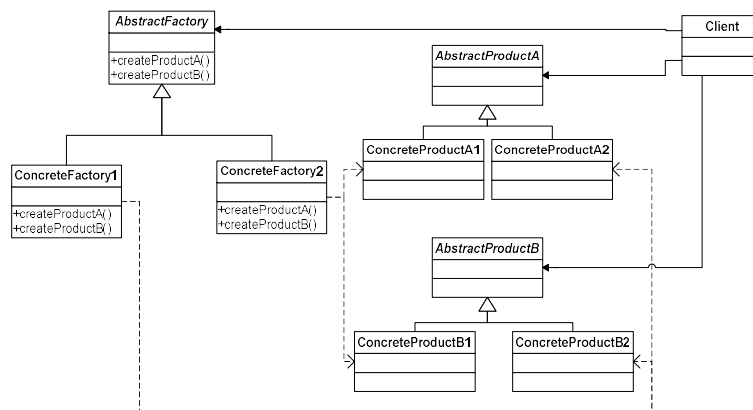 AbstractFactory
+createProductA()
+createProductB()
Client
AbstractProductA
ConcreteProductA1
ConcreteProductA2
ConcreteFactory1
+createProductA()
+createProductB()
ConcreteFactory2
+createProductA()
+createProductB()
AbstractProductB
ConcreteProductB1
ConcreteProductB2